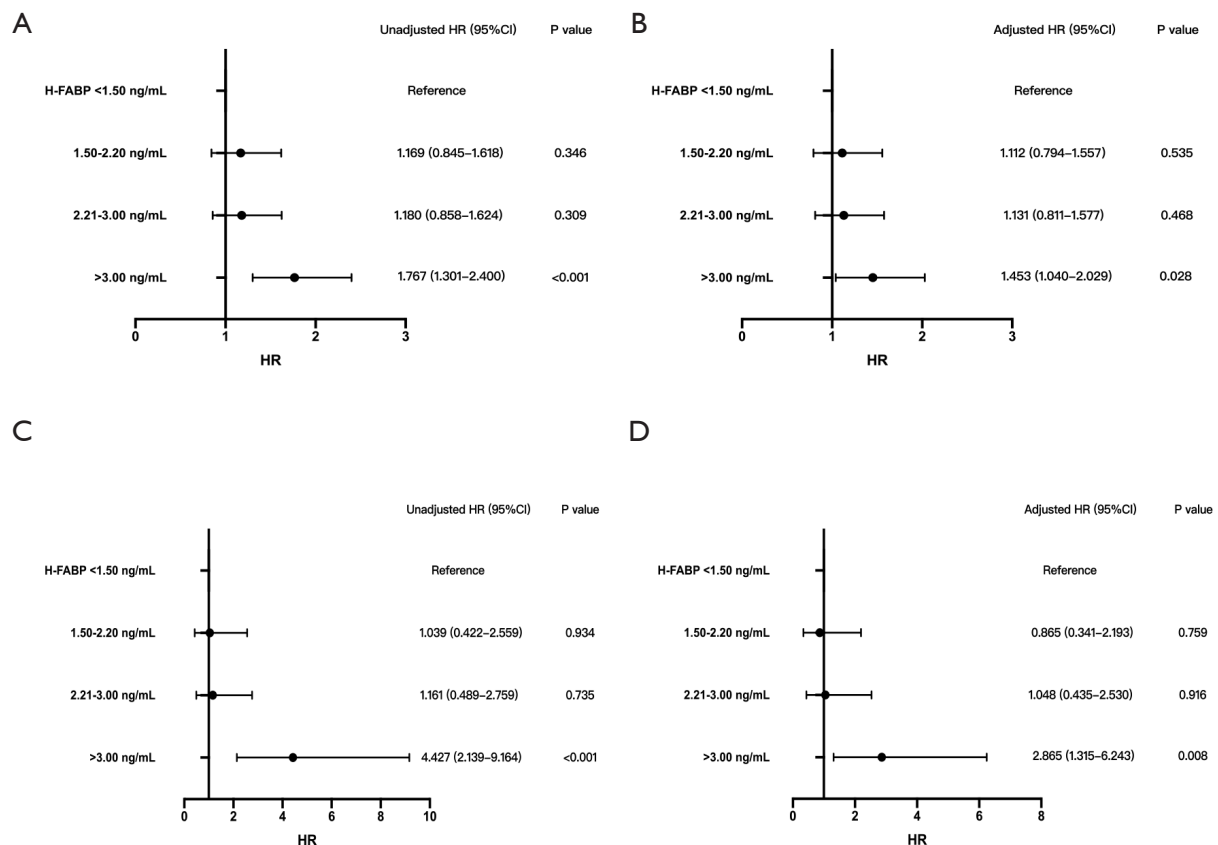 A
Unadjusted HR (95%CI) P value
H-FABP <1.50 ng/mL Reference
1.50-2.20 ng/mL 1.169 (0.845–1.618) 0.346
2.21-3.00 ng/mL 1.180 (0.858–1.624) 0.309
>3.00 ng/mL 1.767 (1.301–2.400) <0.001
0 1 2 3
HR
B
Adjusted HR (95%CI) P value
H-FABP <1.50 ng/mL Reference
1.50-2.20 ng/mL 1.112 (0.794–1.557) 0.535
2.21-3.00 ng/mL 1.131 (0.811–1.577) 0.468
>3.00 ng/mL 1.453 (1.040–2.029) 0.028
0 1 2 3
HR
C
Unadjusted HR (95%CI) P value
H-FABP <1.50 ng/mL Reference
1.50-2.20 ng/mL 1.039 (0.422–2.559) 0.934
2.21-3.00 ng/mL 1.161 (0.489–2.759) 0.735
>3.00 ng/mL 4.427 (2.139–9.164) <0.001
0 2 4 6 8 10
HR
D
Adjusted HR (95%CI) P value
H-FABP <1.50 ng/mL Reference
1.50-2.20 ng/mL 0.865 (0.341–2.193) 0.759
2.21-3.00 ng/mL 1.048 (0.435–2.530) 0.916
>3.00 ng/mL 2.865 (1.315–6.243) 0.008
0 2 4 6 8
HR